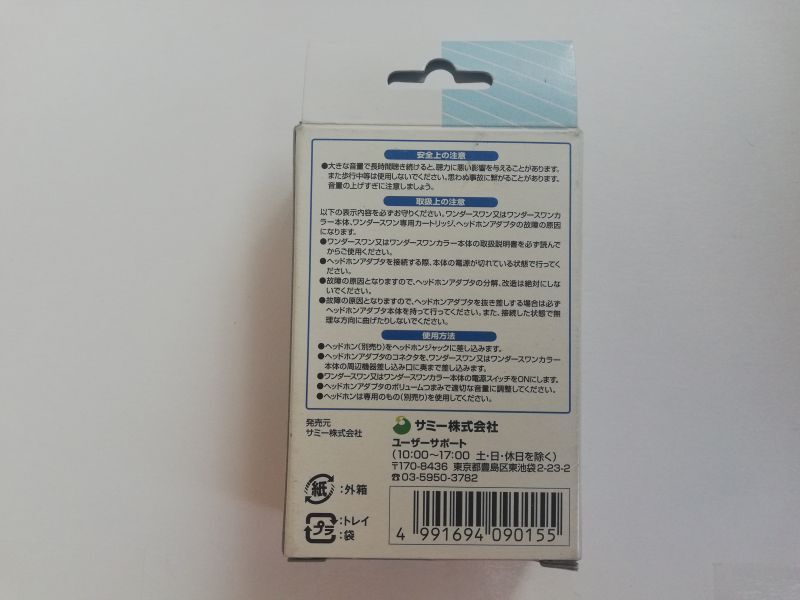 安全上の注意
●大きな音量で長時間聴き続けると、聴力に悪い影響を与えることがあります。
また歩行中等は使用しないでください。思わぬ事故に繋がることがあります。
音量の上げすぎに注意しましょう。
取扱上の注意
以下の表示内容を必ずお守りください。ワンダースワン又はワンダースワンカ
ラー本体、ワンダースワン専用カートリッジ、ヘッドホンアダプタの故障の原因
になります。
●ワンダースワン又はワンダースワンカラー本体の取扱説明書を必ず読んで
からご使用ください。
●ヘッドホンアダプタを接続する際、本体の電源が切れている状態で行ってく
ださい。
●故障の原因となりますので、ヘッドホンアダプタの分解、改造は絶対にしな
いでください。
●故障の原因となりますので、ヘッドホンアダプタを抜き差しする場合は必ず
ヘッドホンアダプタ本体を持って行ってください。また、接続した状態で無
理な方向に曲げたりしないでください。
使用方法
●ヘッドホン(別売り)をヘッドホンジャックに差し込みます。
●ヘッドホンアダプタのコネクタを、ワンダースワン又はワンダースワンカラー
本体の周辺機器差し込み口に奥まで差し込みます。
●ワンダースワン又はワンダースワンカラー本体の電源スイッチをONにします。
●ヘッドホンアダプタのボリュームつまみで適切な音量に調整してください。
●ヘッドホンは専用のもの(別売り)を使用してください。
発売元
サミー株式会社
サミー株式会社
ユーザーサポート
(10:00〜17:00 土・日・休日を除く)
〒170-8436 東京都豊島区東池袋2-23-2
☎03-5950-3782
紙:外箱
プラ:トレイ
:袋
4 991694 090155